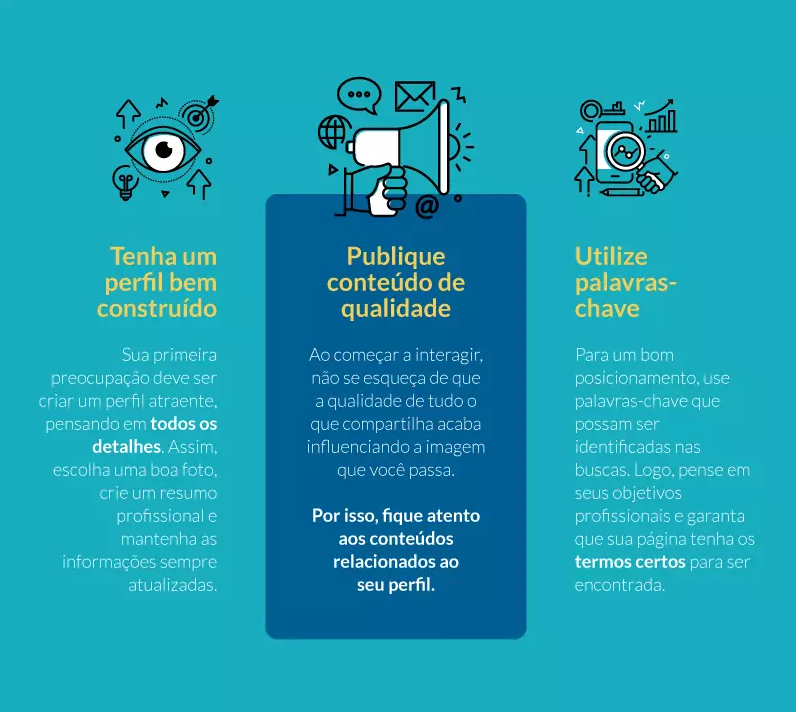 Tenha um
perfil bem
construído
Sua primeira
preocupação deve ser
criar um perfil atraente,
pensando em todos os
detalhes. Assim,
escolha uma boa foto,
crie um resumo
profissional e
mantenha as
informações sempre
atualizadas.
@
Publique
conteúdo de
qualidade
Ao começar a interagir,
não se esqueça de que
a qualidade de tudo o
que compartilha acaba
influenciando a imagem
que você passa.
Por isso, fique atento
aos conteúdos
relacionados ao
seu perfil.
Utilize
palavras-
chave
Para um bom
posicionamento, use
palavras-chave que
possam ser
identificadas nas
buscas. Logo, pense em
seus objetivos
profissionais e garanta
que sua página tenha os
termos certos para ser
encontrada.